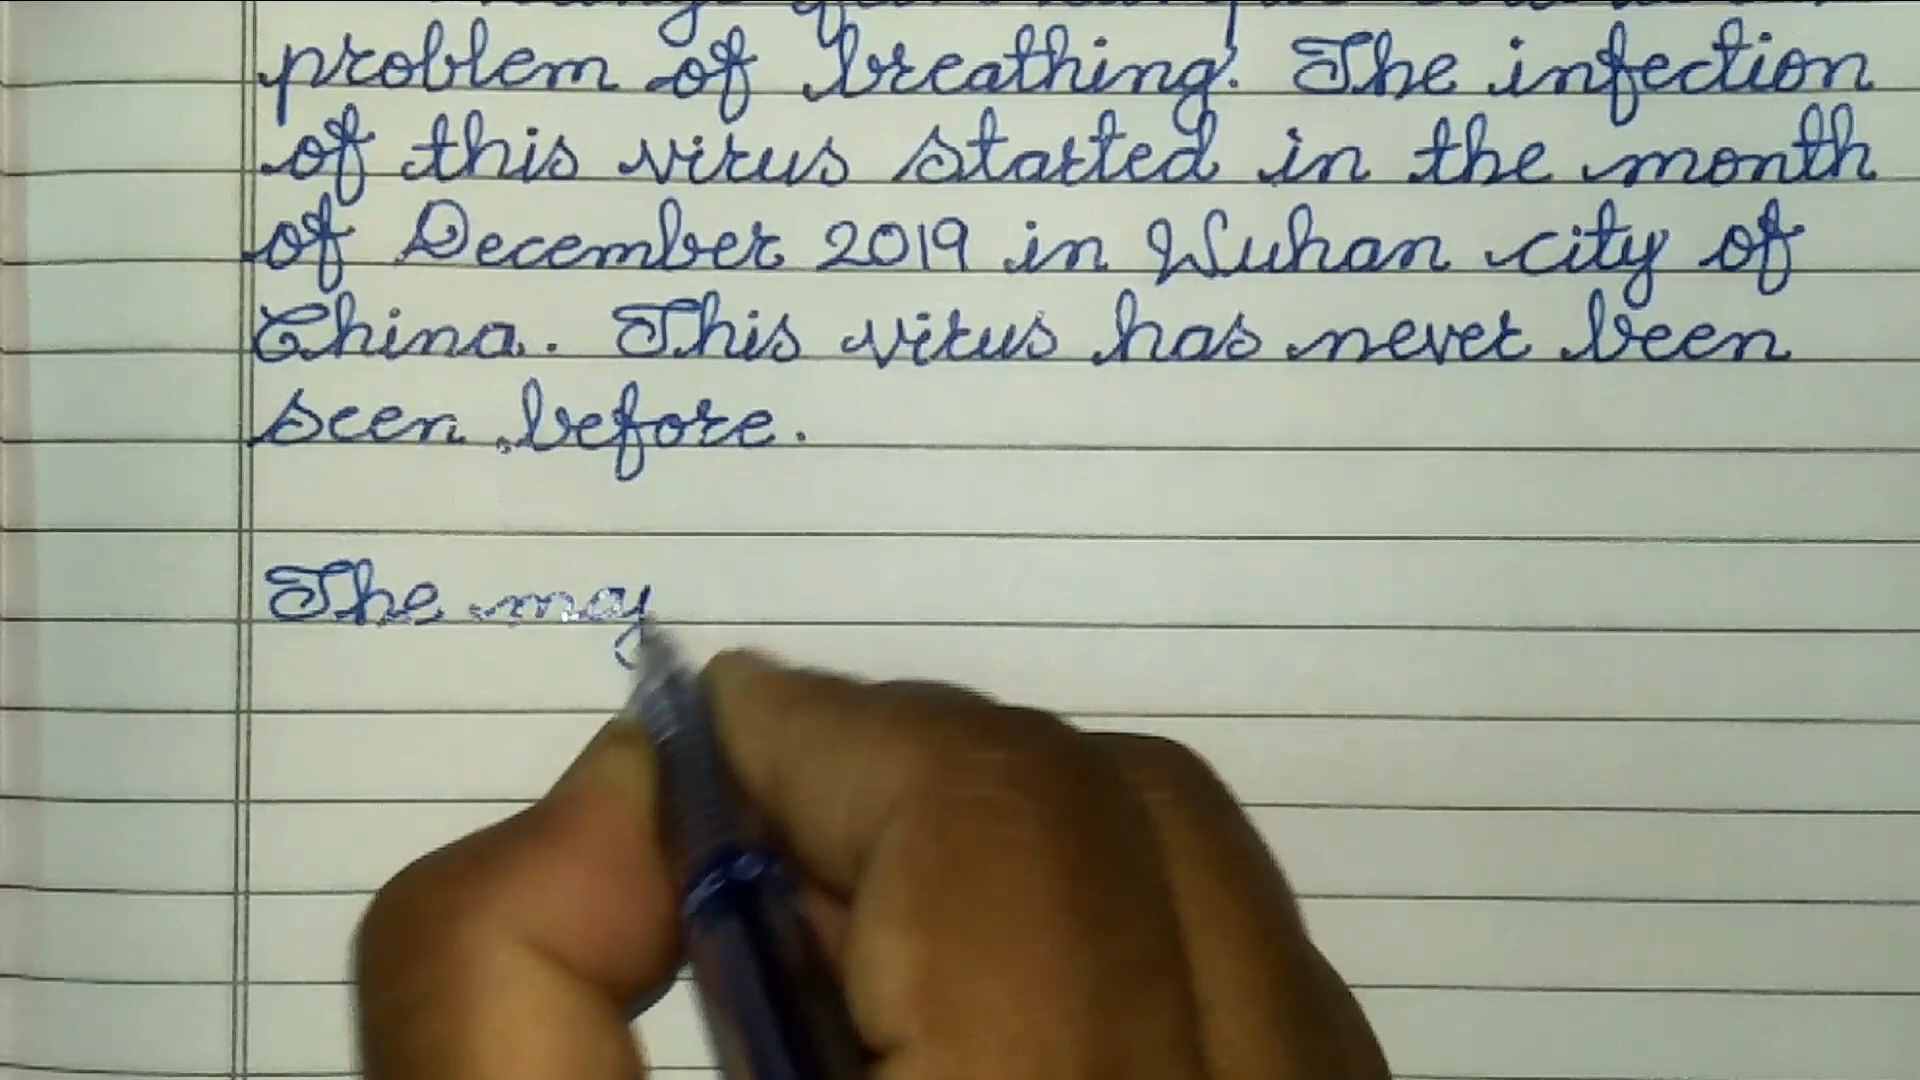 problem of breathing. The infection
of this virus started in the month
of December 2019 in Wuhan city of
China. This virus has never been
seen before.
The maj